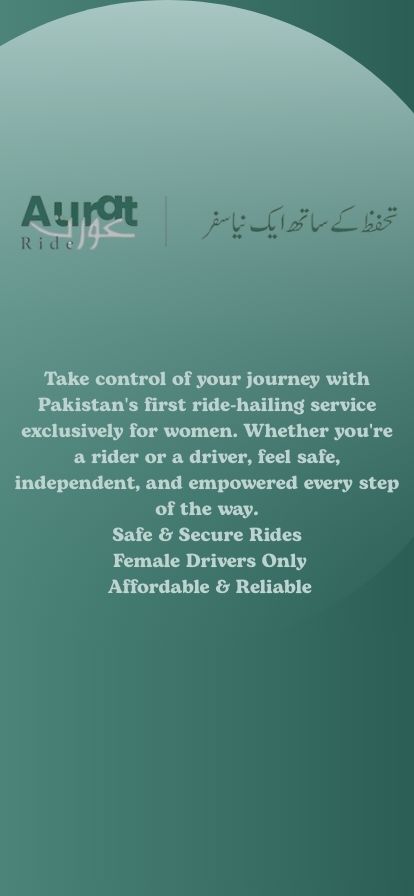 Aurat
عورت
Ride
تحفظ کے ساتھ ایک نیا سفر
Take control of your journey with
Pakistan's first ride-hailing service
exclusively for women. Whether you're
a rider or a driver, feel safe,
independent, and empowered every step
of the way.
Safe & Secure Rides
Female Drivers Only
Affordable & Reliable